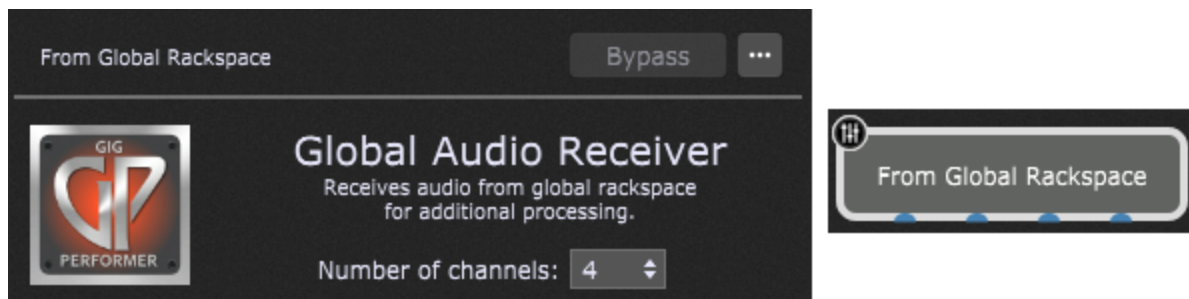 From Global Rackspace
Bypass
...
GIG
GP
PERFORMER
Global Audio Receiver
Receives audio from global rackspace
for additional processing.
Number of channels: 4
From Global Rackspace